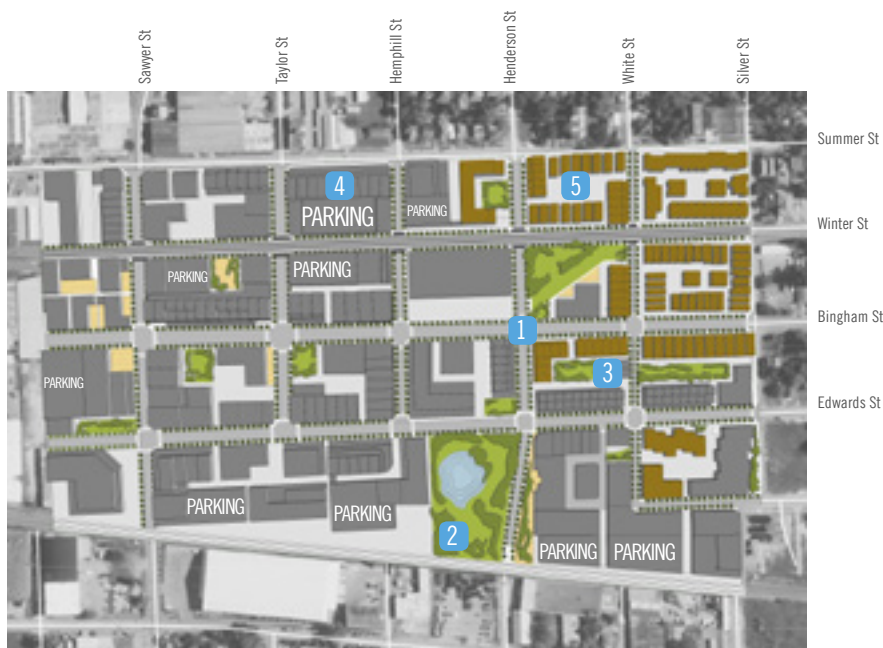 Sawyer St
Taylor St
Hemphill St
Henderson St
White St
Silver St
Summer St
4
5
PARKING
PARKING
Winter St
PARKING
PARKING
Bingham St
1
3
PARKING
Edwards St
PARKING
PARKING
2
PARKING
PARKING